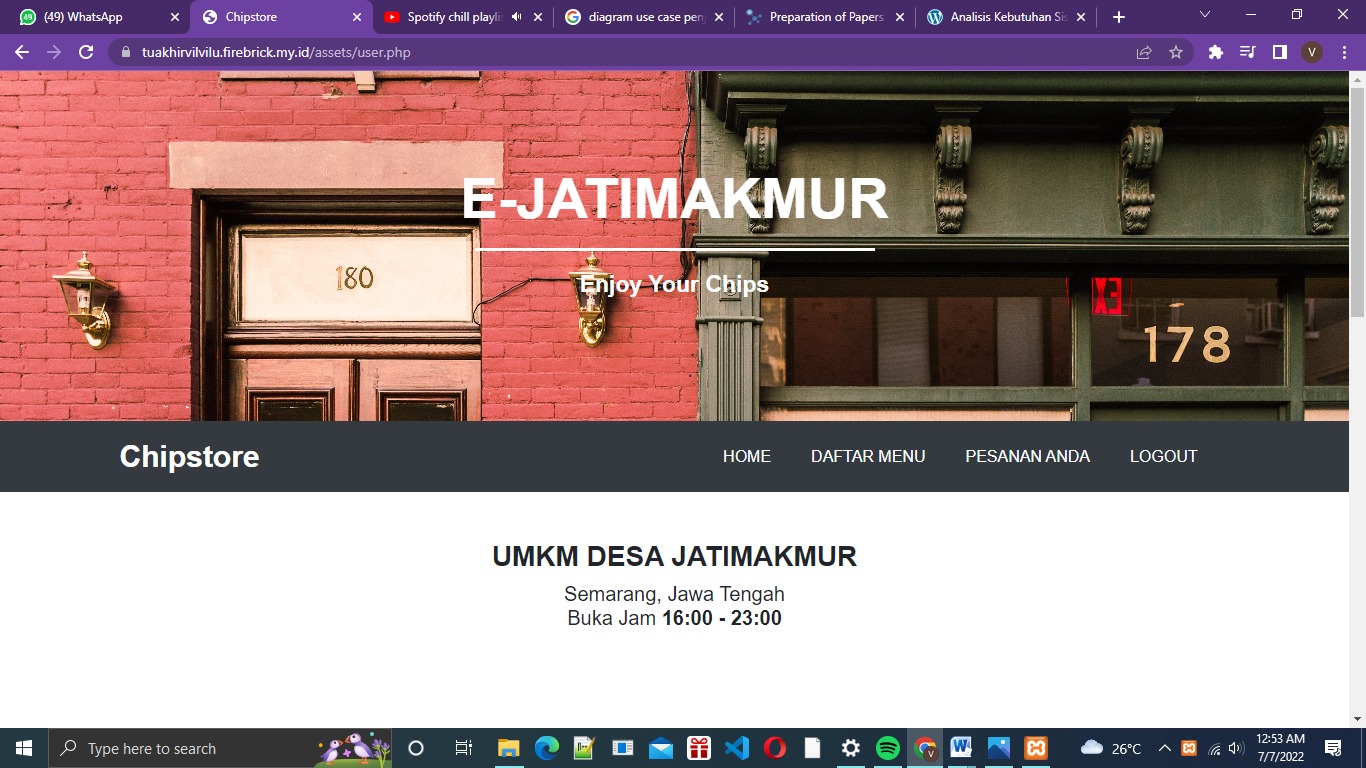 (49) WhatsApp
Chipstore
Spotify chill playli
diagram use case pen
Preparation of Papers
Analisis Kebutuhan Sis
tuakhirvilvilu.firebrick.my.id/assets/user.php
V
E-JATIMAKMUR
180
Enjoy Your Chips
178
Chipstore
HOME
DAFTAR MENU
PESANAN ANDA
LOGOUT
UMKM DESA JATIMAKMUR
Semarang, Jawa Tengah
Buka Jam 16:00 - 23:00
Type here to search
26°C
12:53 AM
7/7/2022